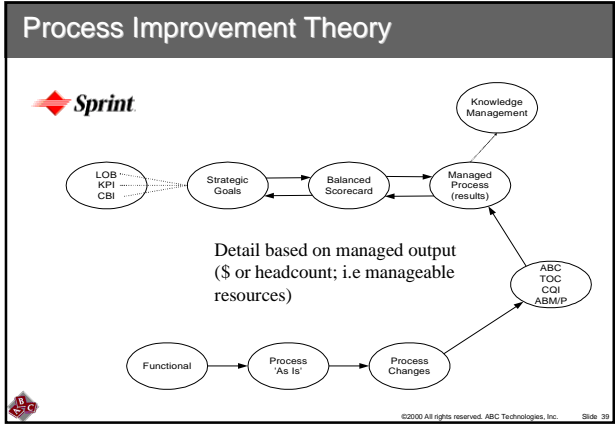 Process Improvement Theory
Sprint.
Knowledge
Management
LOB
KPI
CBI
Strategic
Goals
Balanced
Scorecard
Managed
Process
(results)
Detail based on managed output
($ or headcount; i.e manageable
resources)
ABC
TOC
CQI
ABM/P
Functional
Process
'As Is'
Process
Changes
ABC
©2000 All rights reserved. ABC Technologies, Inc. Slide 39